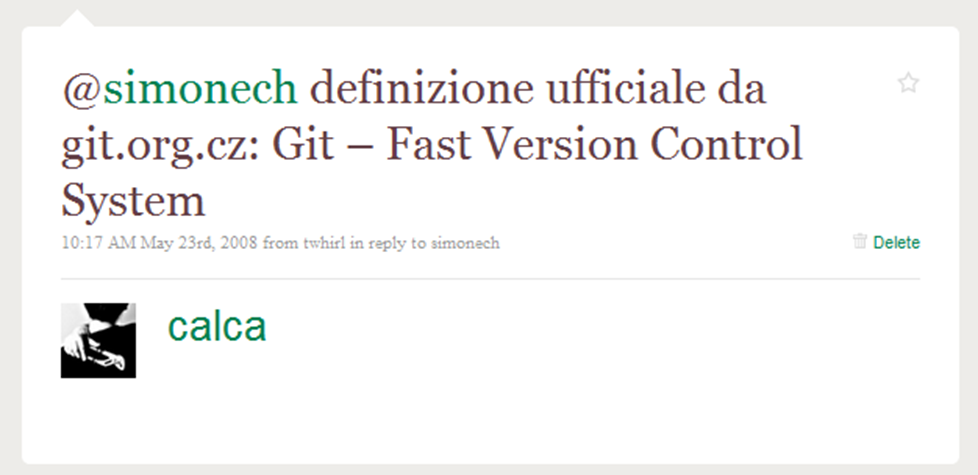 @simonech definizione ufficiale da
git.org.cz: Git – Fast Version Control
System
10:17 AM May 23rd, 2008 from twhirl in reply to simonech
Delete
calca